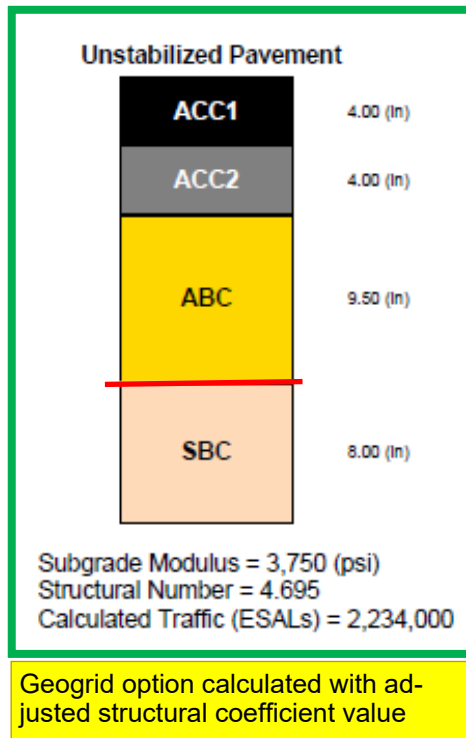 Unstabilized Pavement
ACC1 4.00 (in)
ACC2 4.00 (in)
ABC 9.50 (in)
SBC 8.00 (in)
Subgrade Modulus = 3,750 (psi)
Structural Number = 4.695
Calculated Traffic (ESALs) = 2,234,000
Geogrid option calculated with ad-
justed structural coefficient value